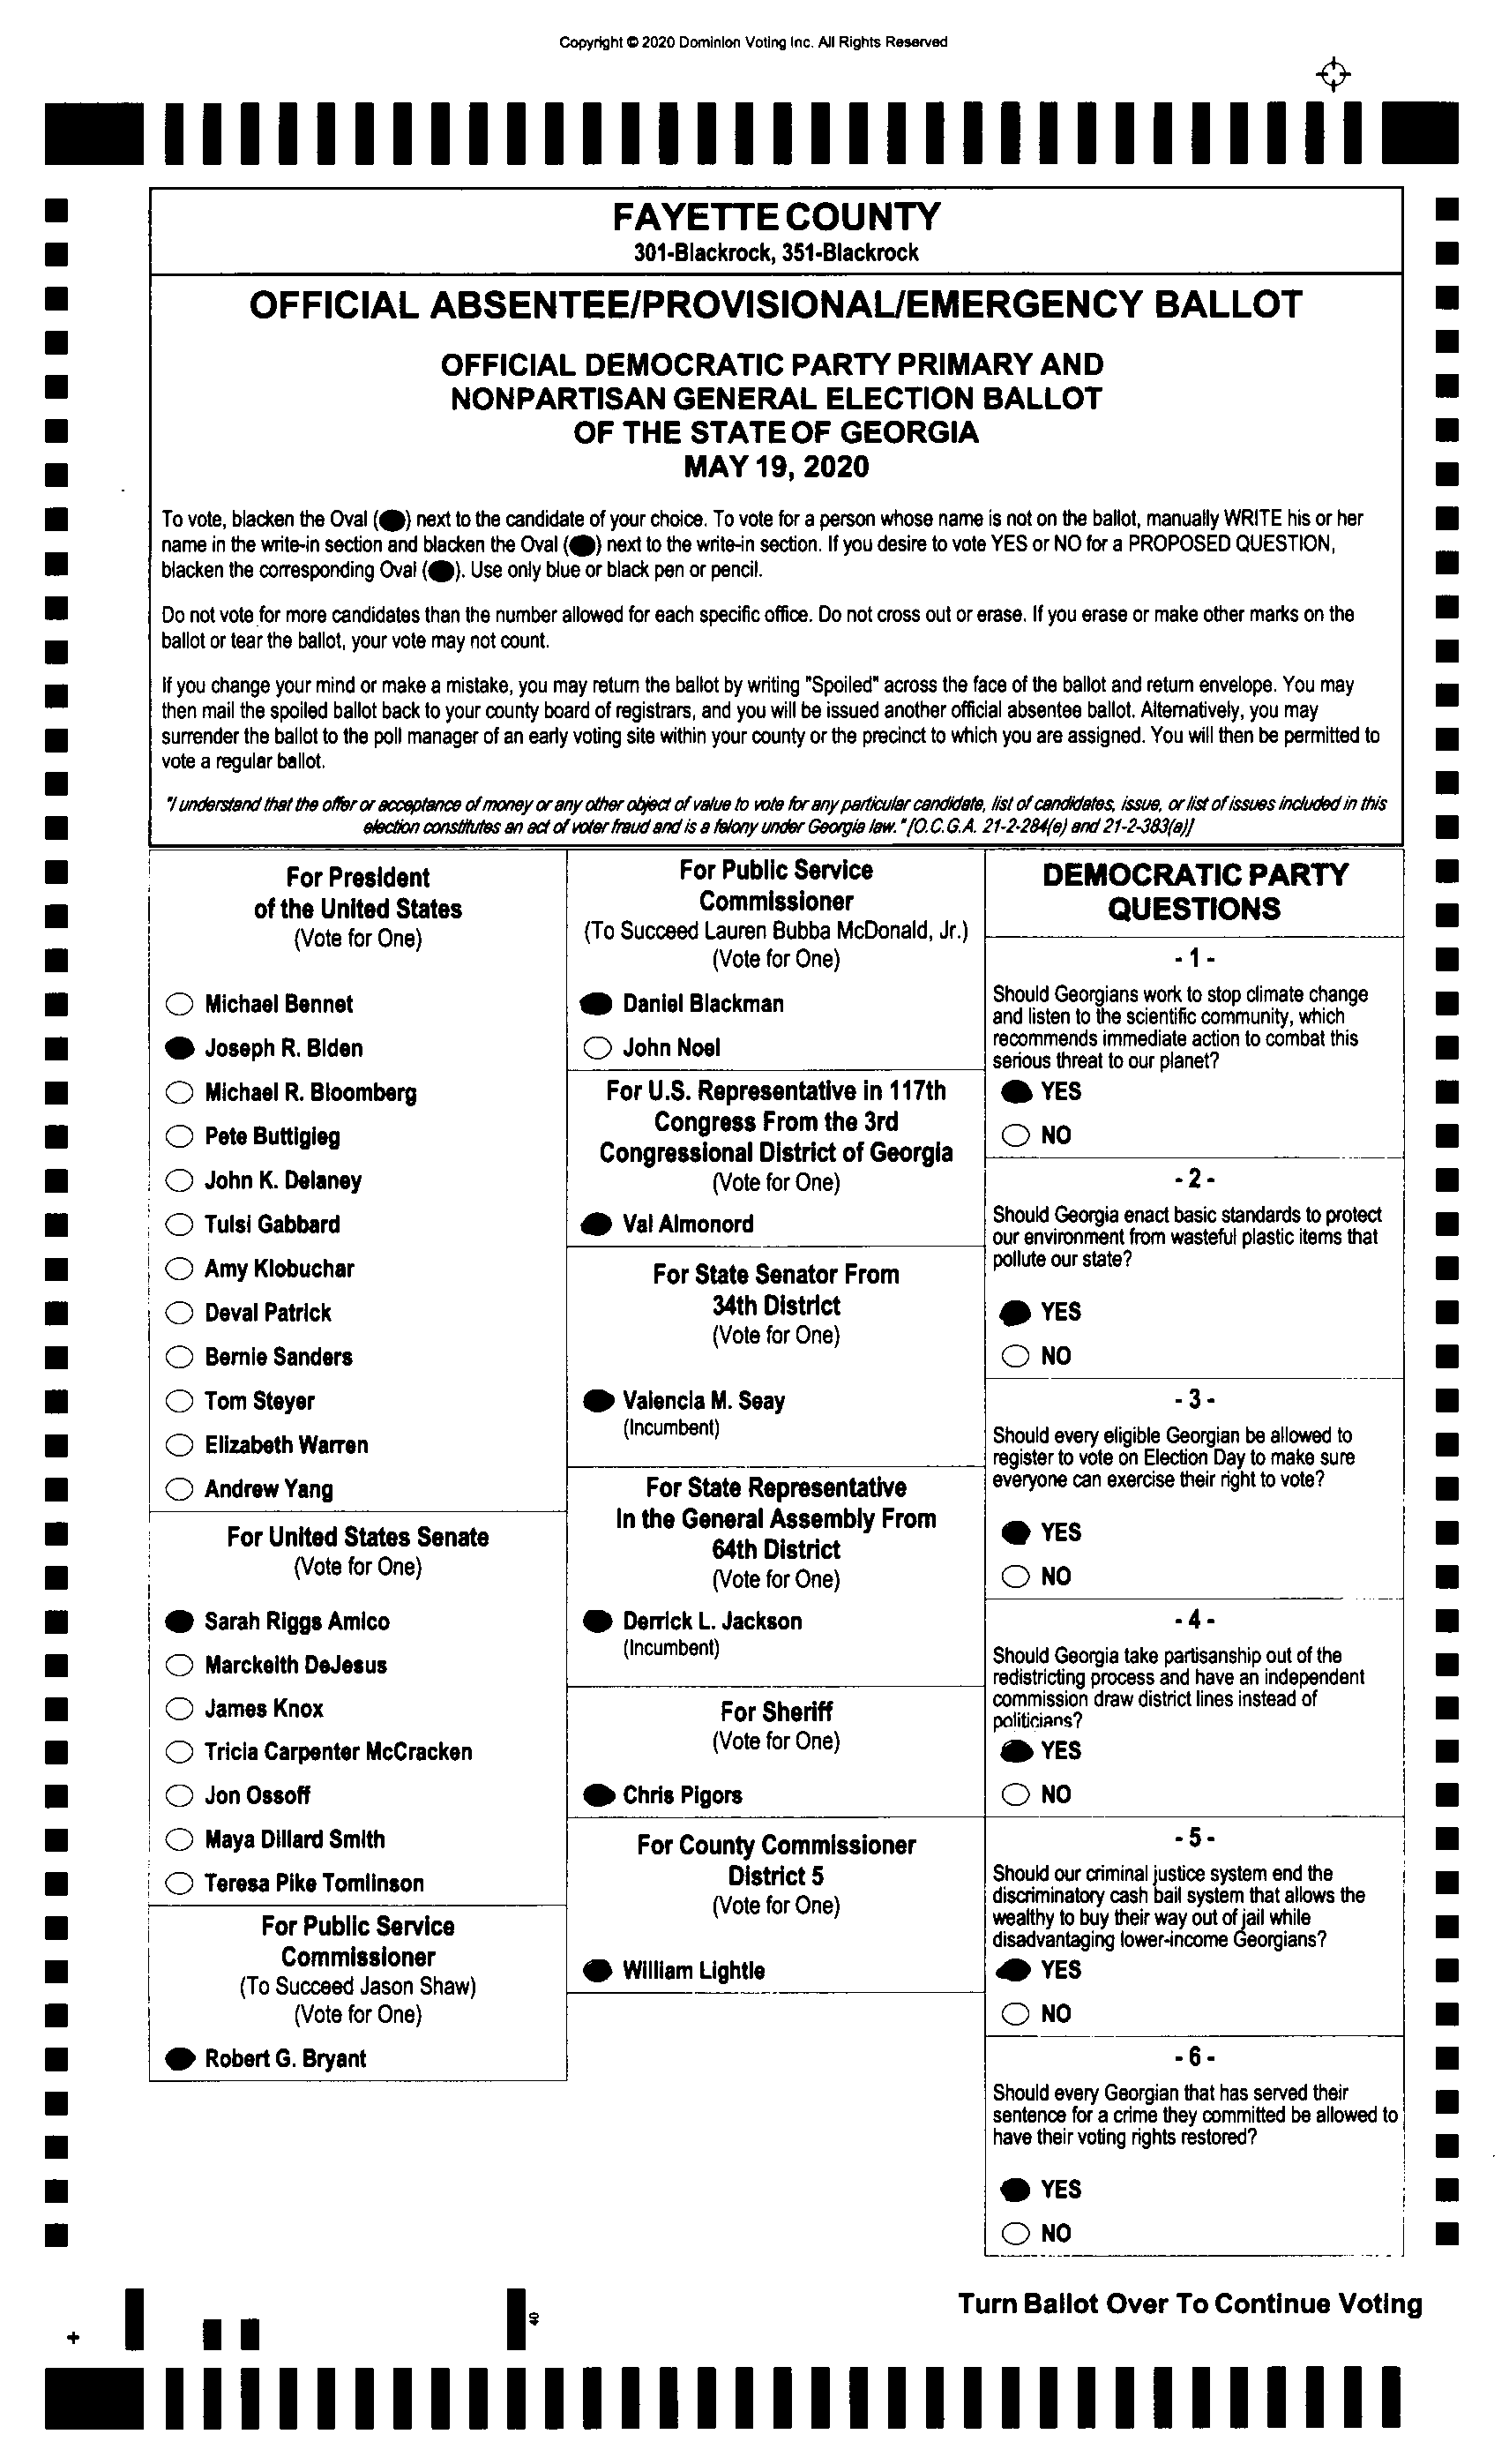 Copyright © 2020 Dominion Voting Inc. All Rights Reserved
FAYETTE COUNTY
301-Blackrock, 351-Blackrock
OFFICIAL ABSENTEE/PROVISIONAL/EMERGENCY BALLOT
OFFICIAL DEMOCRATIC PARTY PRIMARY AND
NONPARTISAN GENERAL ELECTION BALLOT
OF THE STATE OF GEORGIA
MAY 19, 2020
To vote, blacken the Oval ( ) next to the candidate of your choice. To vote for a person whose name is not on the ballot, manually WRITE his or her
name in the write-in section and blacken the Oval ( ) next to the write-in section. If you desire to vote YES or NO for a PROPOSED QUESTION,
blacken the corresponding Oval ( ). Use only blue or black pen or pencil.
Do not vote for more candidates than the number allowed for each specific office. Do not cross out or erase. If you erase or make other marks on the
ballot or tear the ballot, your vote may not count.
If you change your mind or make a mistake, you may return the ballot by writing "Spoiled" across the face of the ballot and return envelope. You may
then mail the spoiled ballot back to your county board of registrars, and you will be issued another official absentee ballot. Alternatively, you may
surrender the ballot to the poll manager of an early voting site within your county or the precinct to which you are assigned. You will then be permitted to
vote a regular ballot.
"I understand that the offer or acceptance of money or any other object of value to vote for any particular candidate, list of candidates, issue, or list of issues included in this
election constitutes an act of voter fraud and is a felony under Georgia law." [O.C.G.A. 21-2-284(e) and 21-2-383(a)]
For President
of the United States
(Vote for One)
Michael Bennet
Joseph R. Biden
Michael R. Bloomberg
Pete Buttigieg
John K. Delaney
Tulsi Gabbard
Amy Klobuchar
Deval Patrick
Bernie Sanders
Tom Steyer
Elizabeth Warren
Andrew Yang
For United States Senate
(Vote for One)
Sarah Riggs Amico
Marckeith DeJesus
James Knox
Tricia Carpenter McCracken
Jon Ossoff
Maya Dillard Smith
Teresa Pike Tomlinson
For Public Service
Commissioner
(To Succeed Jason Shaw)
(Vote for One)
Robert G. Bryant
For Public Service
Commissioner
(To Succeed Lauren Bubba McDonald, Jr.)
(Vote for One)
Daniel Blackman
John Noel
For U.S. Representative in 117th
Congress From the 3rd
Congressional District of Georgia
(Vote for One)
Val Almonord
For State Senator From
34th District
(Vote for One)
Valencia M. Seay
(Incumbent)
For State Representative
In the General Assembly From
64th District
(Vote for One)
Derrick L. Jackson
(Incumbent)
For Sheriff
(Vote for One)
Chris Pigors
For County Commissioner
District 5
(Vote for One)
William Lightle
DEMOCRATIC PARTY
QUESTIONS
- 1 -
Should Georgians work to stop climate change
and listen to the scientific community, which
recommends immediate action to combat this
serious threat to our planet?
YES
NO
- 2 -
Should Georgia enact basic standards to protect
our environment from wasteful plastic items that
pollute our state?
YES
NO
- 3 -
Should every eligible Georgian be allowed to
register to vote on Election Day to make sure
everyone can exercise their right to vote?
YES
NO
- 4 -
Should Georgia take partisanship out of the
redistricting process and have an independent
commission draw district lines instead of
politicians?
YES
NO
- 5 -
Should our criminal justice system end the
discriminatory cash bail system that allows the
wealthy to buy their way out of jail while
disadvantaging lower-income Georgians?
YES
NO
- 6 -
Should every Georgian that has served their
sentence for a crime they committed be allowed to
have their voting rights restored?
YES
NO
40
Turn Ballot Over To Continue Voting